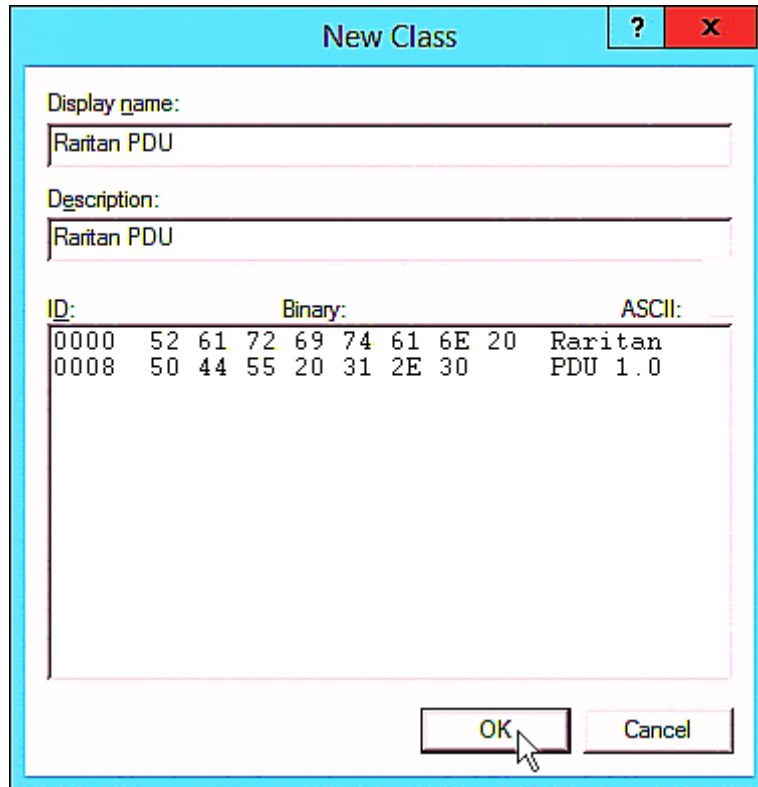 New Class
? x
Display name:
Raritan PDU
Description:
Raritan PDU
ID: Binary: ASCII:
0000 52 61 72 69 74 61 6E 20 Raritan
0008 50 44 55 20 31 2E 30 PDU 1.0
OK Cancel